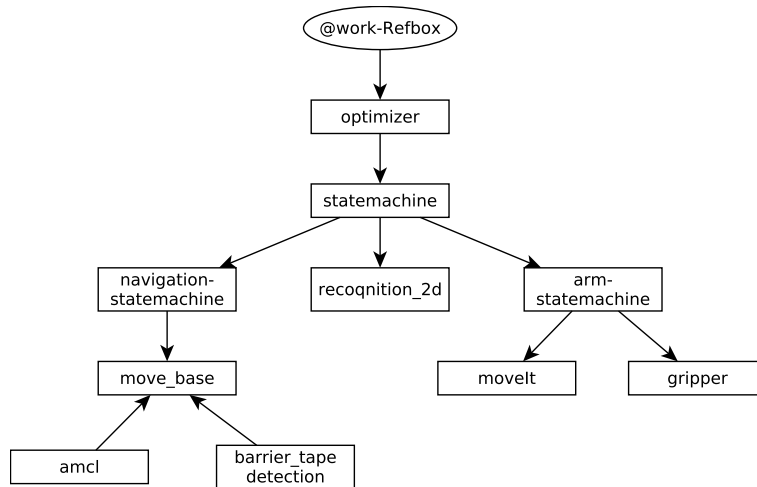 @work-Refbox
optimizer
statemachine
navigation-
statemachine
recoqnition_2d
arm-
statemachine
move_base
moveIt
gripper
amcl
barrier_tape
detection